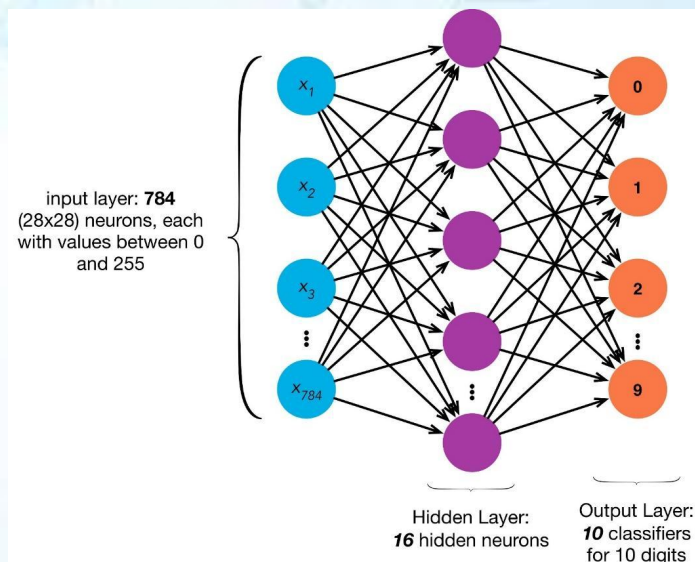 input layer: 784
(28x28) neurons, each
with values between 0
and 255
x1
x2
x3
x784
0
1
2
9
Hidden Layer:
16 hidden neurons
Output Layer:
10 classifiers
for 10 digits